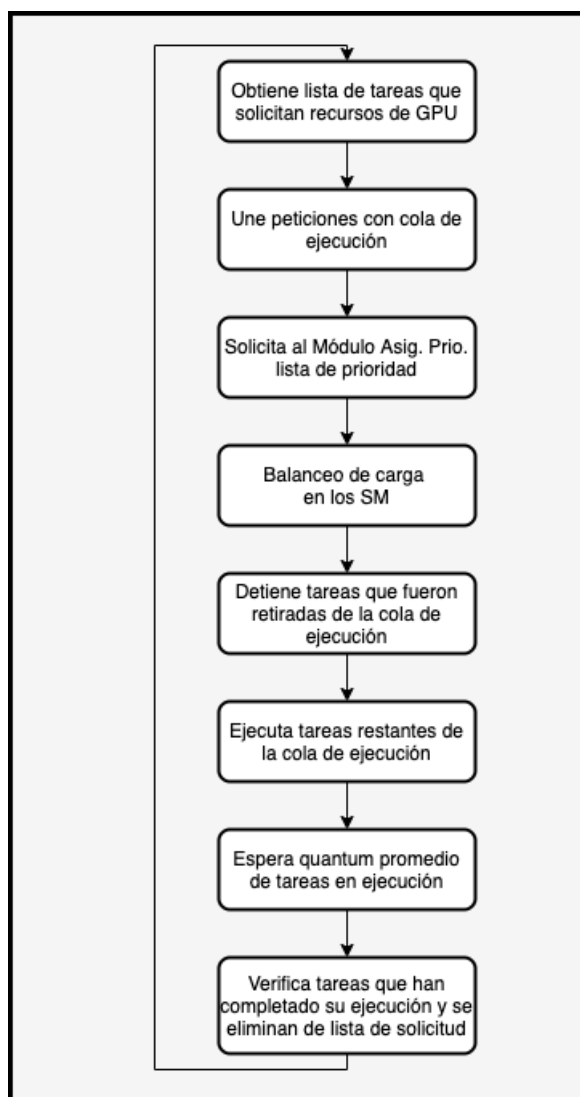 Obtiene lista de tareas que
solicitan recursos de GPU
Une peticiones con cola de
ejecución
Solicita al Módulo Asig. Prio.
lista de prioridad
Balanceo de carga
en los SM
Detiene tareas que fueron
retiradas de la cola de
ejecución
Ejecuta tareas restantes de
la cola de ejecución
Espera quantum promedio
de tareas en ejecución
Verifica tareas que han
completado su ejecución y se
eliminan de lista de solicitud